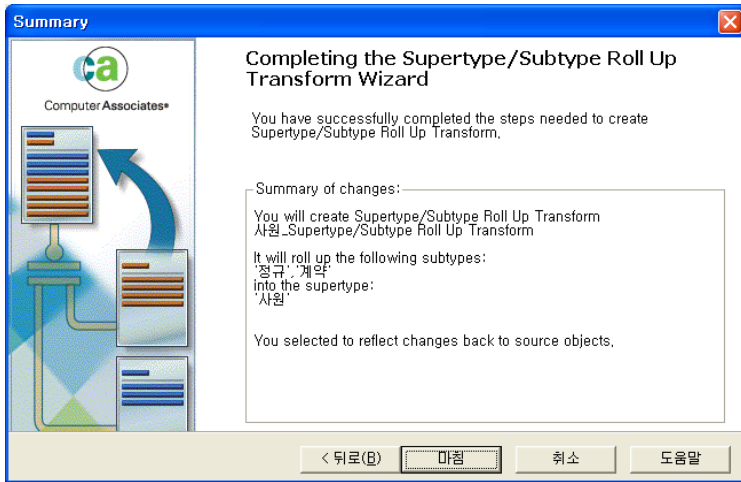 Summary
ca
Computer Associates®
Completing the Supertype/Subtype Roll Up
Transform Wizard
You have successfully completed the steps needed to create
Supertype/Subtype Roll Up Transform.
Summary of changes:
You will create Supertype/Subtype Roll Up Transform
사원_Supertype/Subtype Roll Up Transform
It will roll up the following subtypes:
'정규','계약'
into the supertype:
'사원'
You selected to reflect changes back to source objects.
< 뒤로(B)
마침
취소
도움말